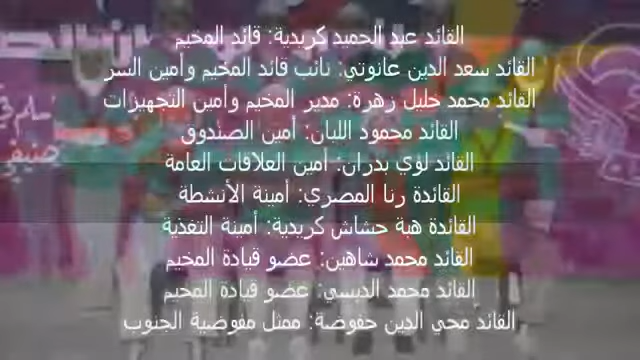 القائد عبد الحميد كريدية: قائد المخيم
القائد سعد الدين عانوتي: نائب قائد المخيم وأمين السر
القائد محمد خليل زهرة: مدير المخيم وأمين التجهيزات
القائد محمود اللبان: أمين الصندوق
القائد لؤي بدران: أمين العلاقات العامة
القائدة رنا المصري: أمينة الأنشطة
القائدة هبة حشاش كريدية: أمينة التغذية
القائد محمد شاهين: عضو قيادة المخيم
القائد محمد الديسي: عضو قيادة المخيم
القائد محي الدين حفوضة: ممثل مفوضية الجنوب